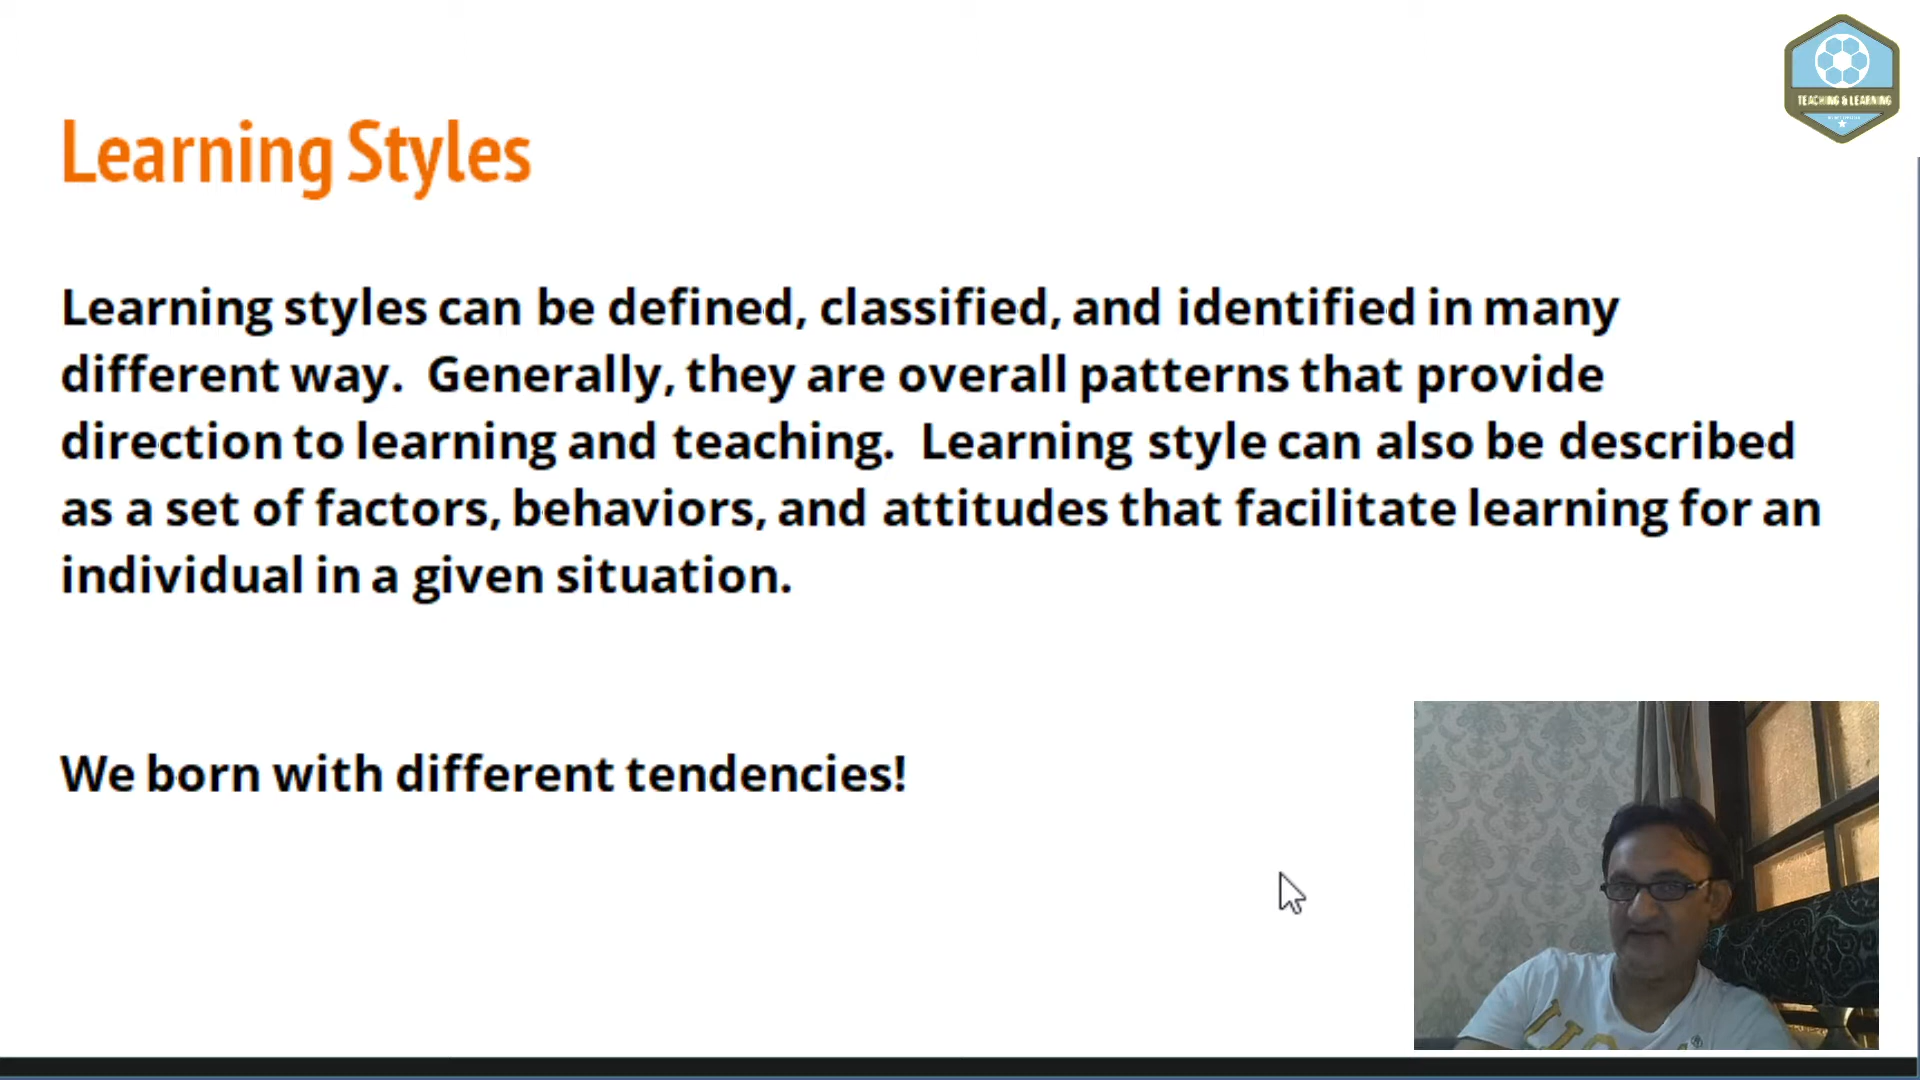 TEACHING & LEARNING
Learning Styles
Learning styles can be defined, classified, and identified in many
different way. Generally, they are overall patterns that provide
direction to learning and teaching. Learning style can also be described
as a set of factors, behaviors, and attitudes that facilitate learning for an
individual in a given situation.
We born with different tendencies!